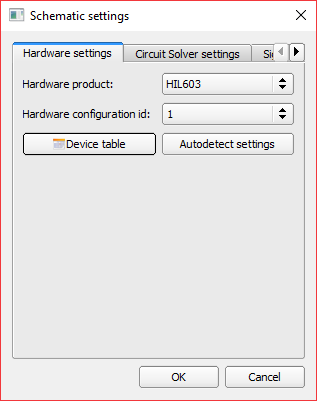 Schematic settings
Hardware settings Circuit Solver settings
Hardware product: HIL603
Hardware configuration id: 1
Device table Autodetect settings
OK Cancel